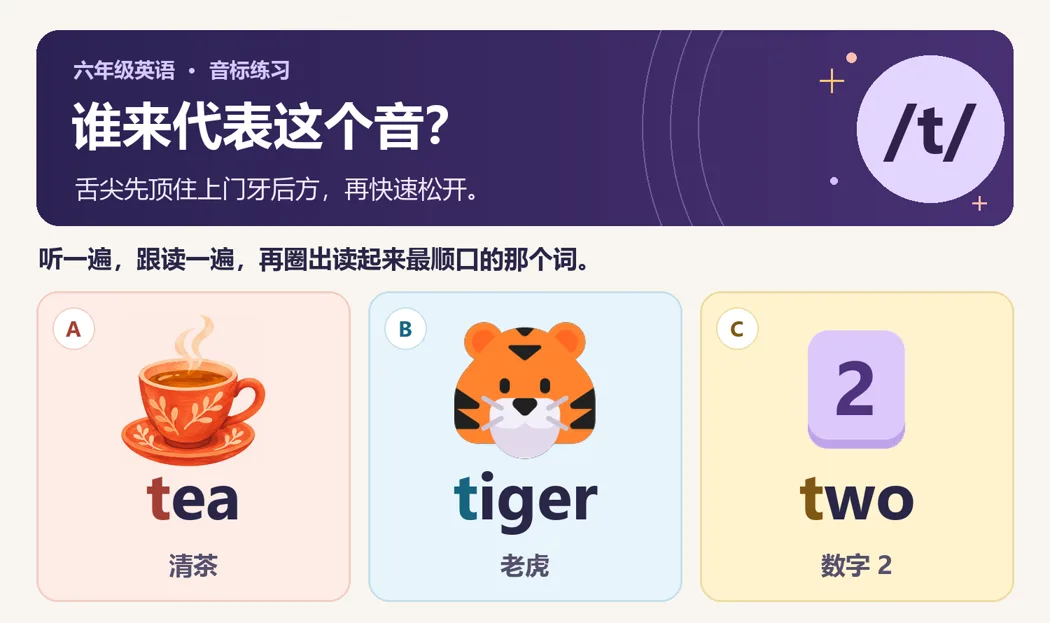 六年级英语 · 音标练习
谁来代表这个音？
舌尖先顶住上门牙后方，再快速松开。
/t/
听一遍，跟读一遍，再圈出读起来最顺口的那个词。
A
tea
清茶
B
tiger
老虎
C
2
two
数字 2